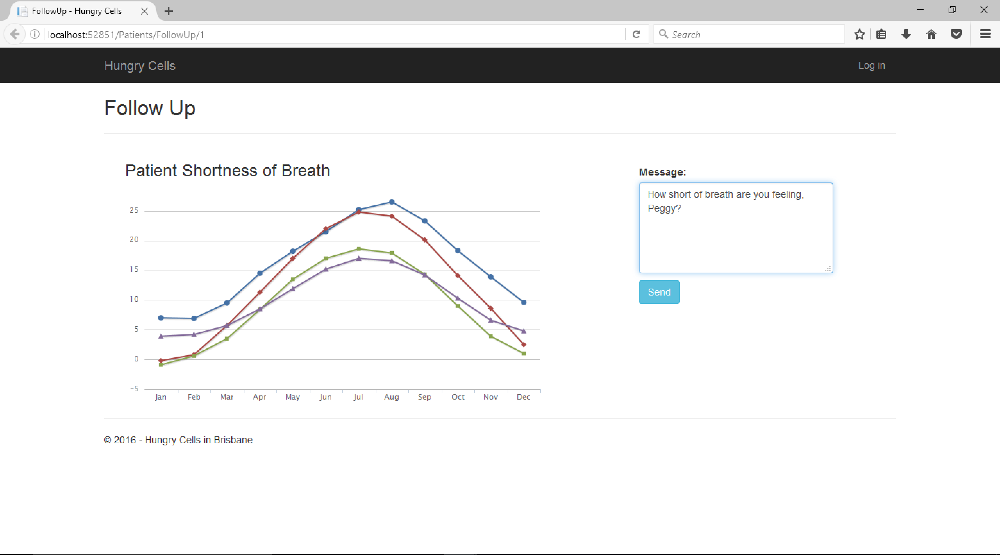 FollowUp - Hungry Cells
localhost:52851/Patients/FollowUp/1
Search
Hungry Cells
Log in
Follow Up
Patient Shortness of Breath
25
20
15
10
5
0
−5
Jan Feb Mar Apr May Jun Jul Aug Sep Oct Nov Dec
Message:
How short of breath are you feeling,
Peggy?
Send
© 2016 - Hungry Cells in Brisbane